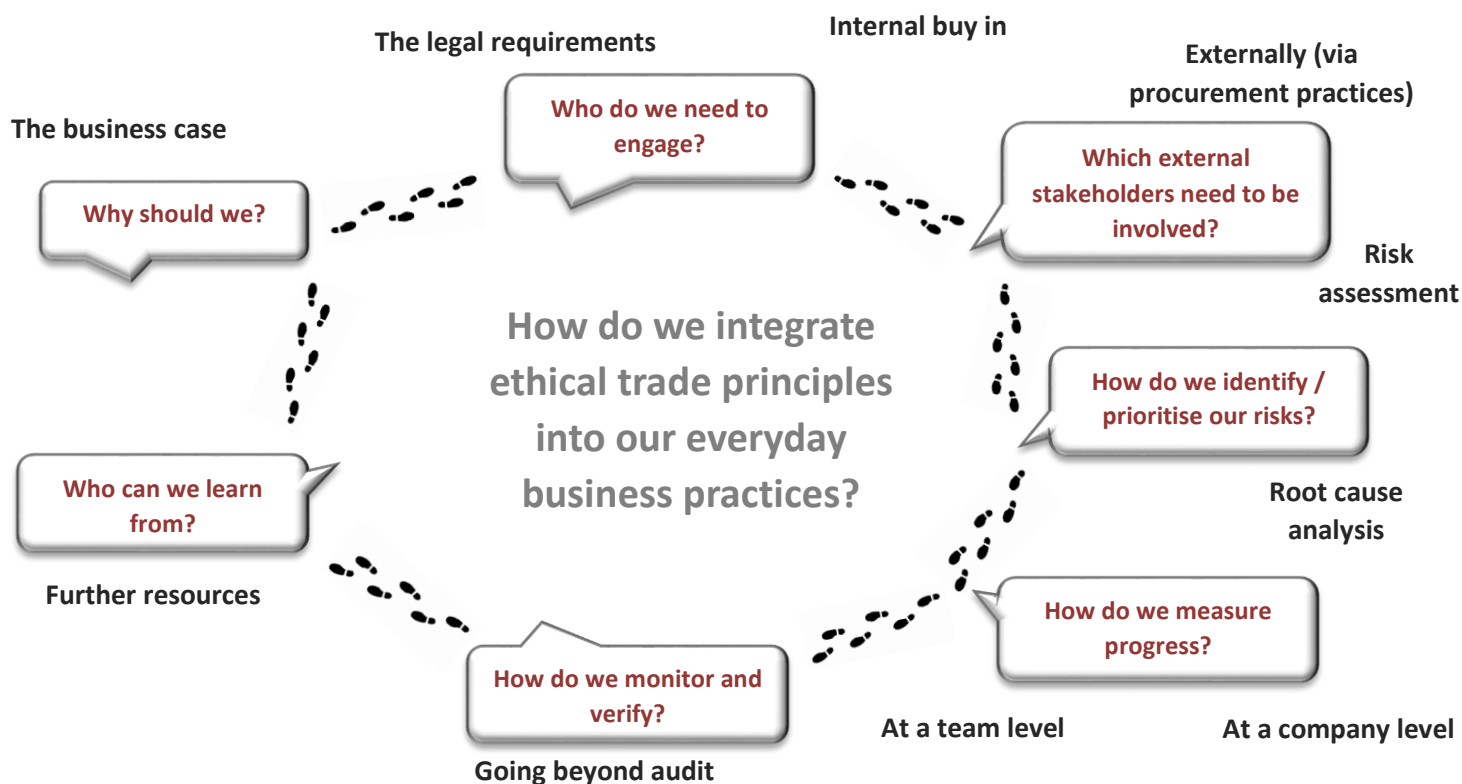 Internal buy in
The legal requirements
Externally (via
procurement practices)
The business case
Who do we need to
engage?
Which external
stakeholders need to be
involved?
Why should we?
Risk
assessment
How do we integrate
ethical trade principles
into our everyday
business practices?
How do we identify /
prioritise our risks?
Who can we learn
from?
Root cause
analysis
Further resources
How do we measure
progress?
How do we monitor and
verify?
At a team level
At a company level
Going beyond audit